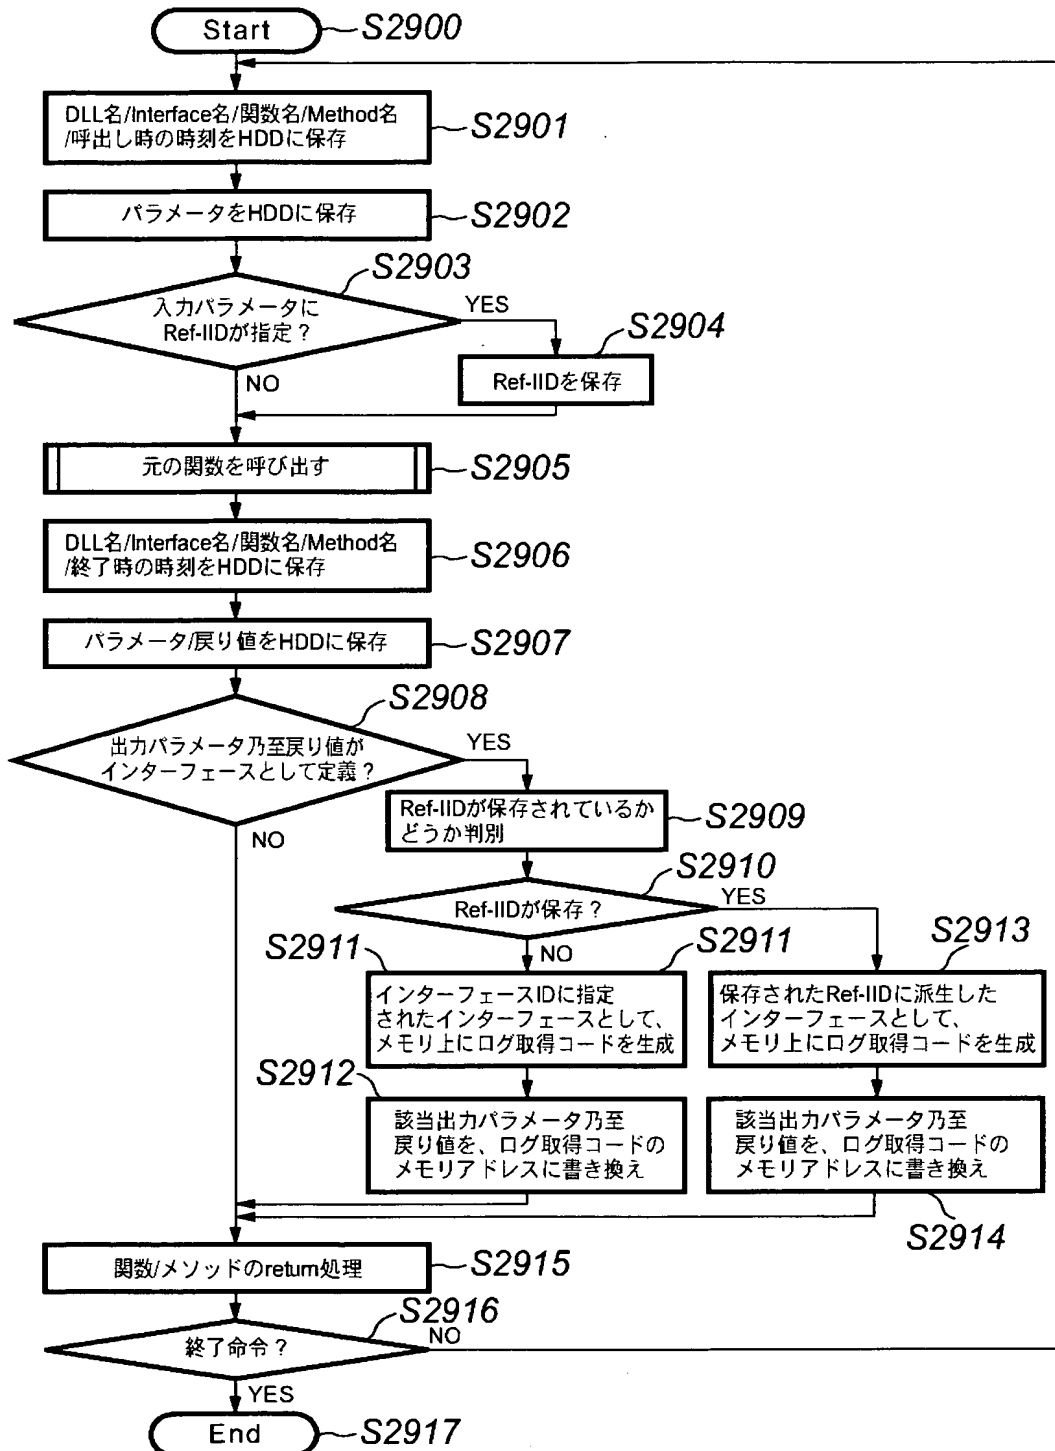 Start
S2900
DLL名/Interface名/関数名/Method名
/呼出し時の時刻をHDDに保存
S2901
パラメータをHDDに保存
S2902
S2903
入力パラメータに
Ref-IIDが指定?
YES
S2904
NO
Ref-IIDを保存
元の関数を呼び出す
S2905
DLL名/Interface名/関数名/Method名
/終了時の時刻をHDDに保存
S2906
パラメータ/戻り値をHDDに保存
S2907
S2908
出力パラメータ乃至戻り値が
インターフェースとして定義?
YES
NO
Ref-IIDが保存されているか
どうか判別
S2909
S2910
Ref-IIDが保存?
YES
NO
S2911
S2911
S2913
インターフェースIDに指定
されたインターフェースとして、
メモリ上にログ取得コードを生成
保存されたRef-IIDに派生した
インターフェースとして、
メモリ上にログ取得コードを生成
S2912
該当出力パラメータ乃至
戻り値を、ログ取得コードの
メモリアドレスに書き換え
該当出力パラメータ乃至
戻り値を、ログ取得コードの
メモリアドレスに書き換え
S2914
関数/メソッドのreturn処理
S2915
S2916
終了命令?
NO
YES
End
S2917